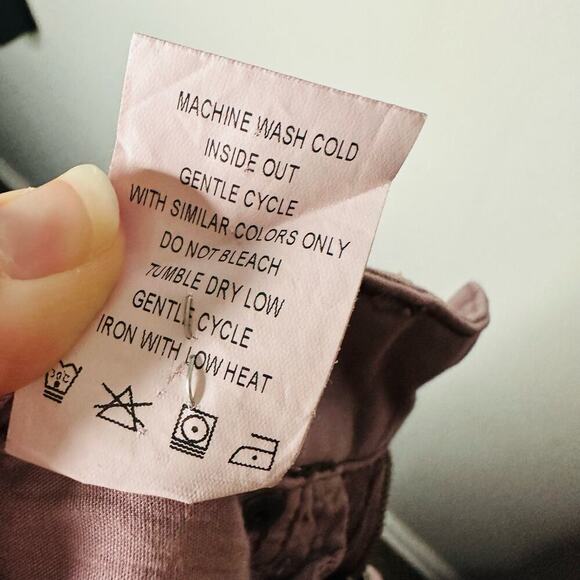 MACHINE WASH COLD
INSIDE OUT
GENTLE CYCLE
WITH SIMILAR COLORS ONLY
DO NOT BLEACH
TUMBLE DRY LOW
GENTLE CYCLE
IRON WITH LOW HEAT
20C